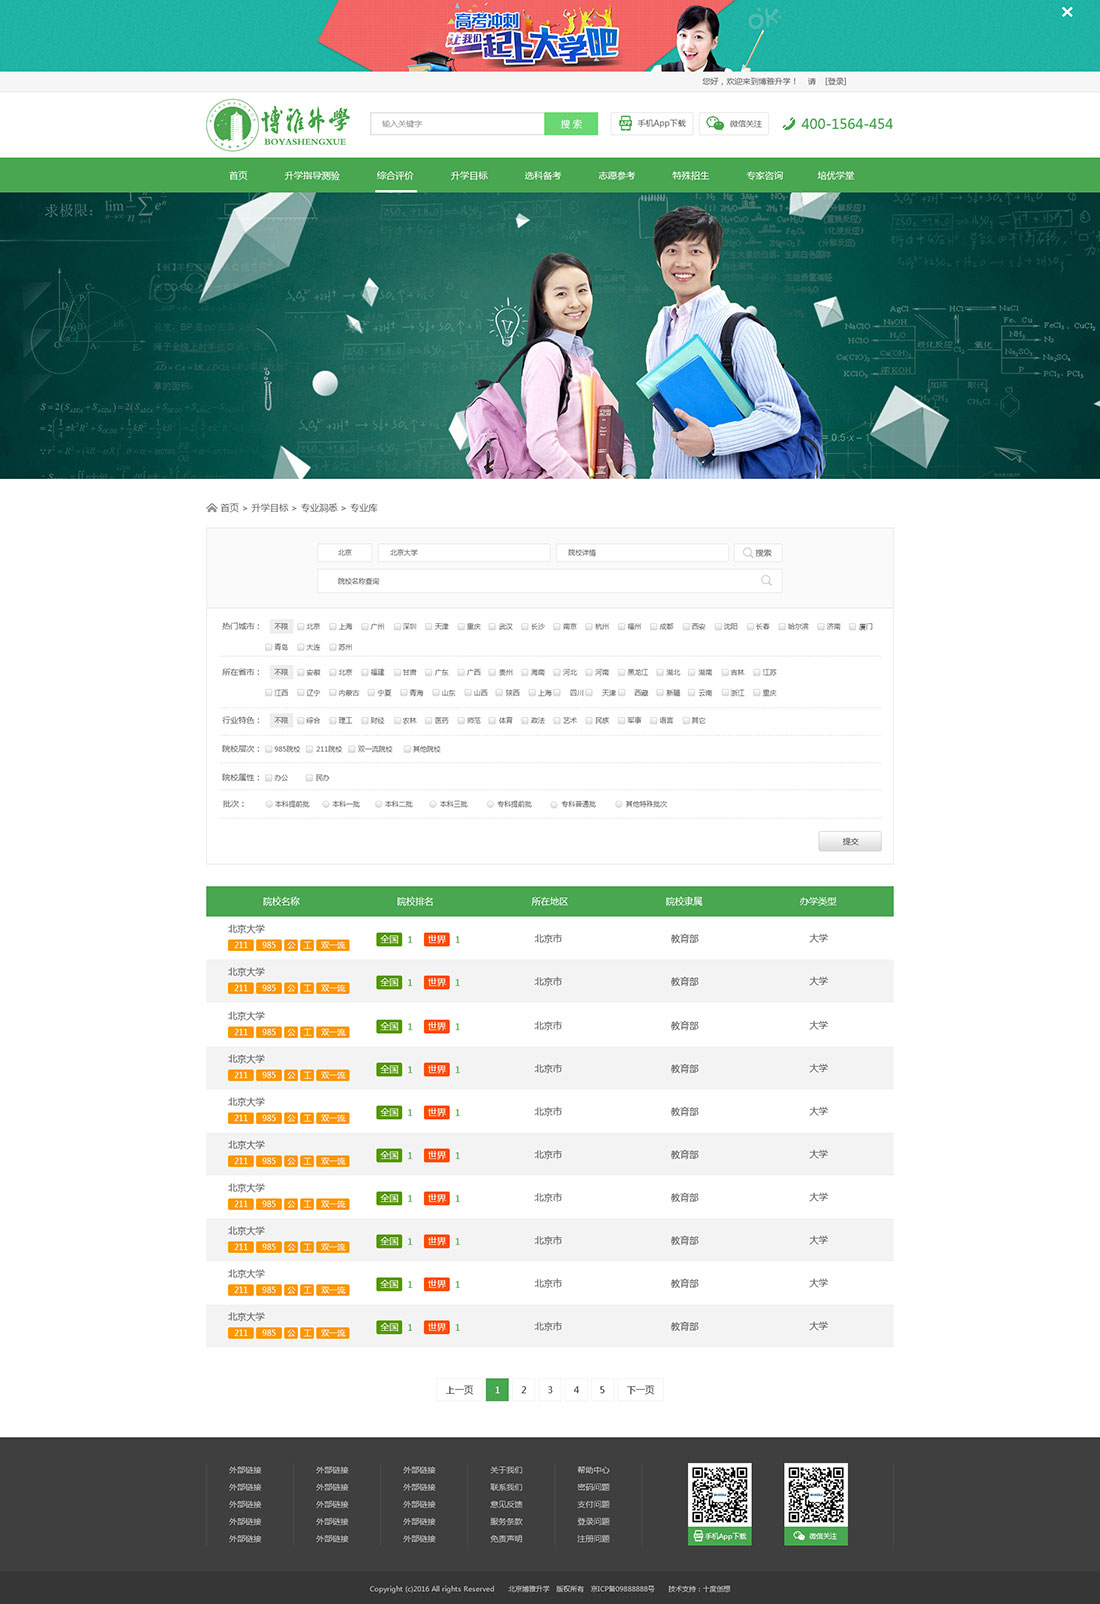 高考冲刺
让我们
一起上大学吧
OK
您好，欢迎来到博雅升学！ 请 [登录]
博雅升學
BOYASHENGXUE
输入关键字
搜 索
手机App下载
微信关注
400-1564-454
首页 升学指导测验 综合评价 升学目标 选科备考 志愿参考 特殊招生 专家咨询 培优学堂
求极限：
首页 > 升学目标 > 专业洞悉 > 专业库
北京 北京大学 院校详情 搜索
院校名称查询
热门城市： 不限 北京 上海 广州 深圳 天津 重庆 武汉 长沙 南京 杭州 福州 成都 西安 沈阳 长春 哈尔滨 济南 厦门
青岛 大连 苏州
所在省市： 不限 安徽 北京 福建 甘肃 广东 广西 贵州 海南 河北 河南 黑龙江 湖北 湖南 吉林 江苏
江西 辽宁 内蒙古 宁夏 青海 山东 山西 陕西 上海 四川 天津 西藏 新疆 云南 浙江 重庆
行业特色： 不限 综合 理工 财经 农林 医药 师范 体育 政法 艺术 民族 军事 语言 其它
院校层次： 985院校 211院校 双一流院校 其他院校
院校属性： 办公 民办
批次： 本科提前批 本科一批 本科二批 本科三批 专科提前批 专科普通批 其他特殊批次
提交
院校名称 院校排名 所在地区 院校隶属 办学类型
北京大学
211 985 公 工 双一流 全国 1 世界 1 北京市 教育部 大学
北京大学
211 985 公 工 双一流 全国 1 世界 1 北京市 教育部 大学
北京大学
211 985 公 工 双一流 全国 1 世界 1 北京市 教育部 大学
北京大学
211 985 公 工 双一流 全国 1 世界 1 北京市 教育部 大学
北京大学
211 985 公 工 双一流 全国 1 世界 1 北京市 教育部 大学
北京大学
211 985 公 工 双一流 全国 1 世界 1 北京市 教育部 大学
北京大学
211 985 公 工 双一流 全国 1 世界 1 北京市 教育部 大学
北京大学
211 985 公 工 双一流 全国 1 世界 1 北京市 教育部 大学
北京大学
211 985 公 工 双一流 全国 1 世界 1 北京市 教育部 大学
北京大学
211 985 公 工 双一流 全国 1 世界 1 北京市 教育部 大学
上一页 1 2 3 4 5 下一页
外部链接 外部链接 外部链接 关于我们 帮助中心
外部链接 外部链接 外部链接 联系我们 密码问题
外部链接 外部链接 外部链接 意见反馈 支付问题
外部链接 外部链接 外部链接 服务条款 登录问题
外部链接 外部链接 外部链接 免责声明 注册问题
手机App下载 微信关注
Copyright (c)2016 All rights Reserved 北京博雅升学 版权所有 京ICP备09888888号 技术支持：十度创想